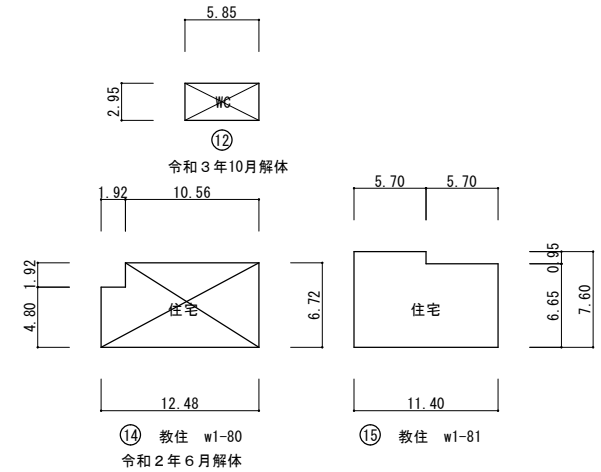 5.85
2.95
WC
⑫
令和３年10月解体
1.92 10.56
5.70 5.70
1.92
4.80
住宅
6.72
住宅
0.95
6.65
7.60
12.48
11.40
⑭ 教住 w1-80
⑮ 教住 w1-81
令和２年６月解体